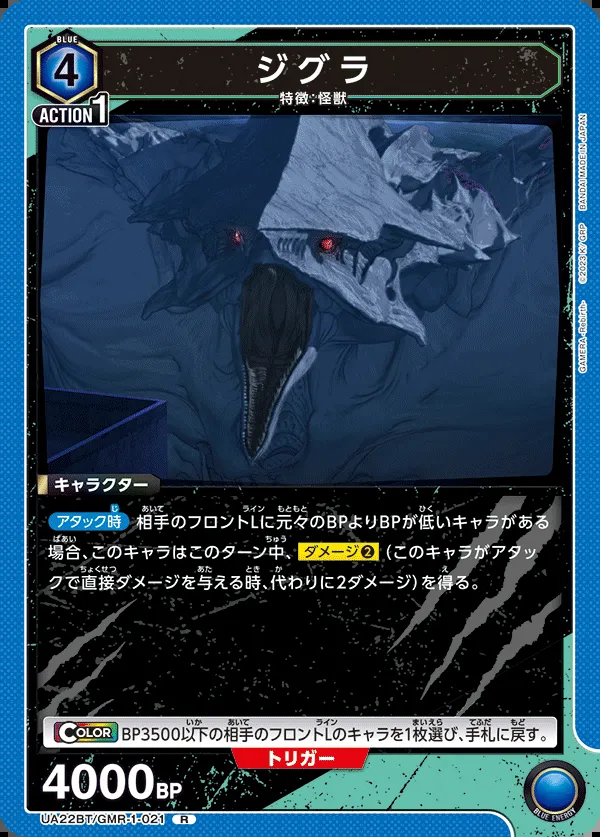 BLUE
4
ACTION 1
ジグラ
特徴:怪獣
GAMERA -Rebirth- ©2023 K/ GRP BANDAI MADE IN JAPAN
キャラクター
アタック時 相手のフロントLに元々のBPよりBPが低いキャラがある
場合、このキャラはこのターン中、ダメージ❷(このキャラがアタッ
クで直接ダメージを与える時、代わりに2ダメージ)を得る。
COLOR BP3500以下の相手のフロントLのキャラを1枚選び、手札に戻す。
トリガー
4000BP
UA22BT/GMR-1-021 R
BLUE ENERGY